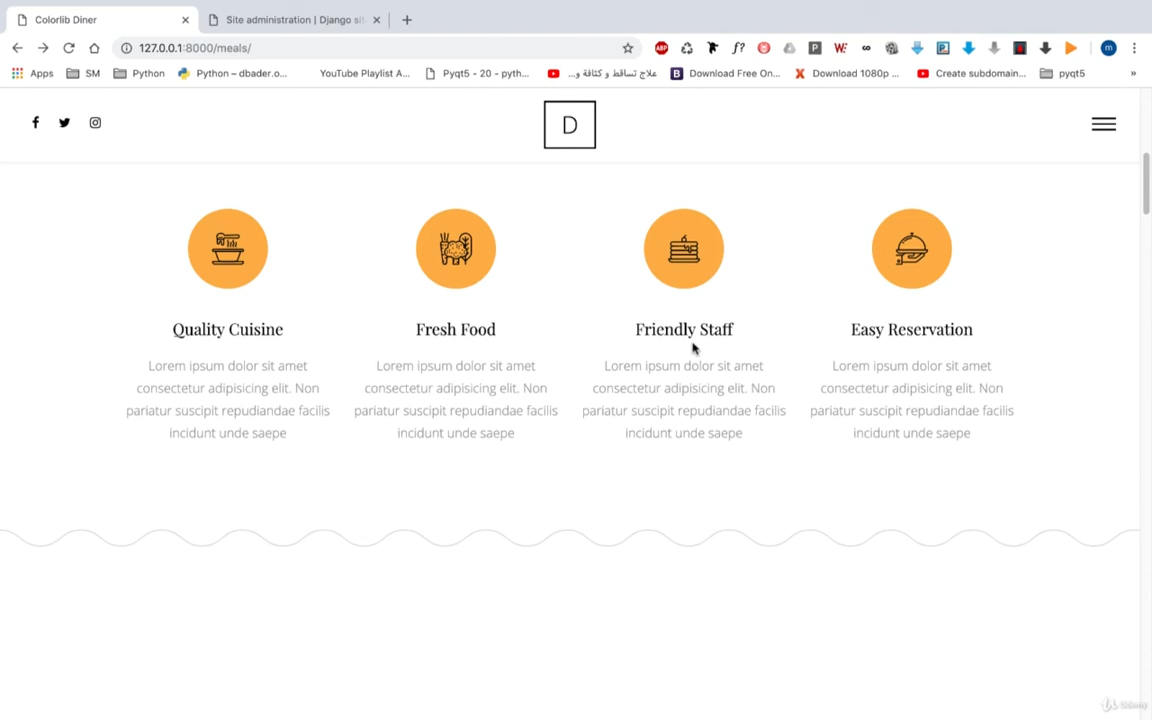 Colorlib Diner
Site administration | Django sit
127.0.0.1:8000/meals/
ABP
f?
P
W
P
m
Apps
SM
Python
Python – dbader.o...
YouTube Playlist A...
Pyqt5 - 20 - pyth...
علاج تساقط و كثافة و...
B
Download Free On...
Download 1080p ...
Create subdomain...
pyqt5
»
D
Quality Cuisine
Lorem ipsum dolor sit amet
consectetur adipisicing elit. Non
pariatur suscipit repudiandae facilis
incidunt unde saepe
Fresh Food
Lorem ipsum dolor sit amet
consectetur adipisicing elit. Non
pariatur suscipit repudiandae facilis
incidunt unde saepe
Friendly Staff
Lorem ipsum dolor sit amet
consectetur adipisicing elit. Non
pariatur suscipit repudiandae facilis
incidunt unde saepe
Easy Reservation
Lorem ipsum dolor sit amet
consectetur adipisicing elit. Non
pariatur suscipit repudiandae facilis
incidunt unde saepe
Udemy